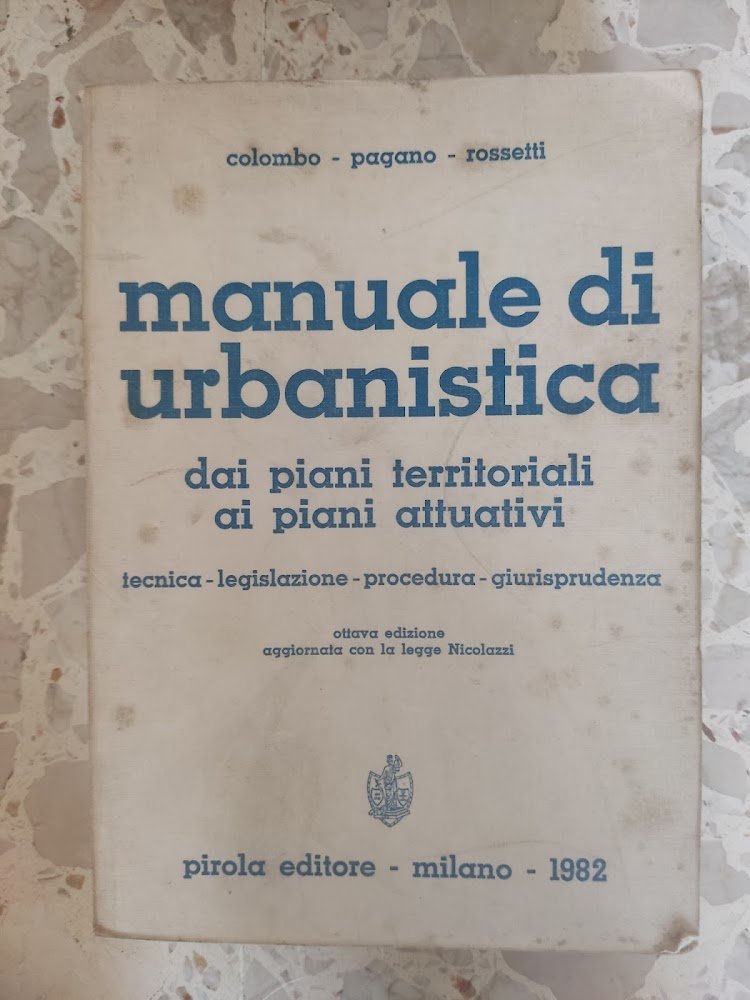 colombo - pagano - rossetti
manuale di
urbanistica
dai piani territoriali
ai piani attuativi
tecnica - legislazione - procedura - giurisprudenza
ottava edizione
aggiornata con la legge Nicolazzi
pirola editore - milano - 1982